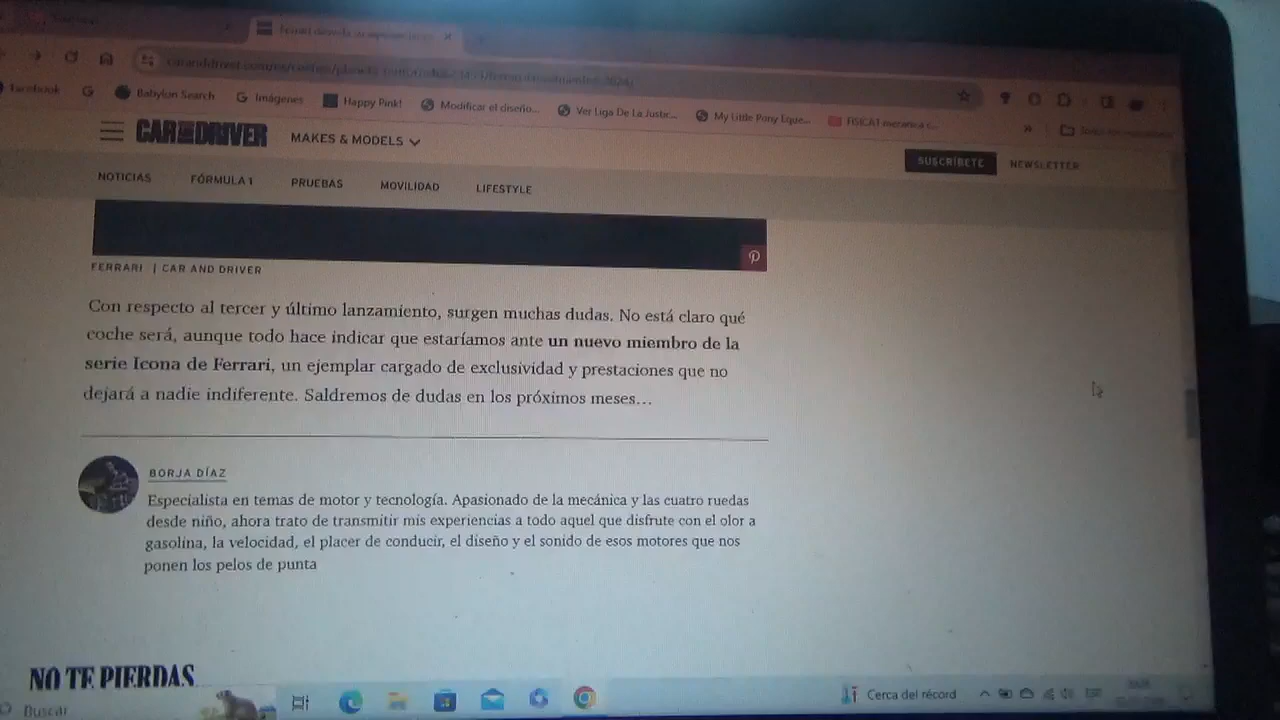 Facebook
Babylon Search
Imágenes
Happy Pink!
Modificar el diseño...
Ver Liga De La Justic...
My Little Pony Eque...
CAR AND DRIVER
MAKES & MODELS
SUSCRÍBETE
NEWSLETTER
NOTICIAS
FÓRMULA 1
PRUEBAS
MOVILIDAD
LIFESTYLE
FERRARI | CAR AND DRIVER
Con respecto al tercer y último lanzamiento, surgen muchas dudas. No está claro qué
coche será, aunque todo hace indicar que estaríamos ante un nuevo miembro de la
serie Icona de Ferrari, un ejemplar cargado de exclusividad y prestaciones que no
dejará a nadie indiferente. Saldremos de dudas en los próximos meses...
BORJA DÍAZ
Especialista en temas de motor y tecnología. Apasionado de la mecánica y las cuatro ruedas
desde niño, ahora trato de transmitir mis experiencias a todo aquel que disfrute con el olor a
gasolina, la velocidad, el placer de conducir, el diseño y el sonido de esos motores que nos
ponen los pelos de punta
NO TE PIERDAS
Buscar
Cerca del récord